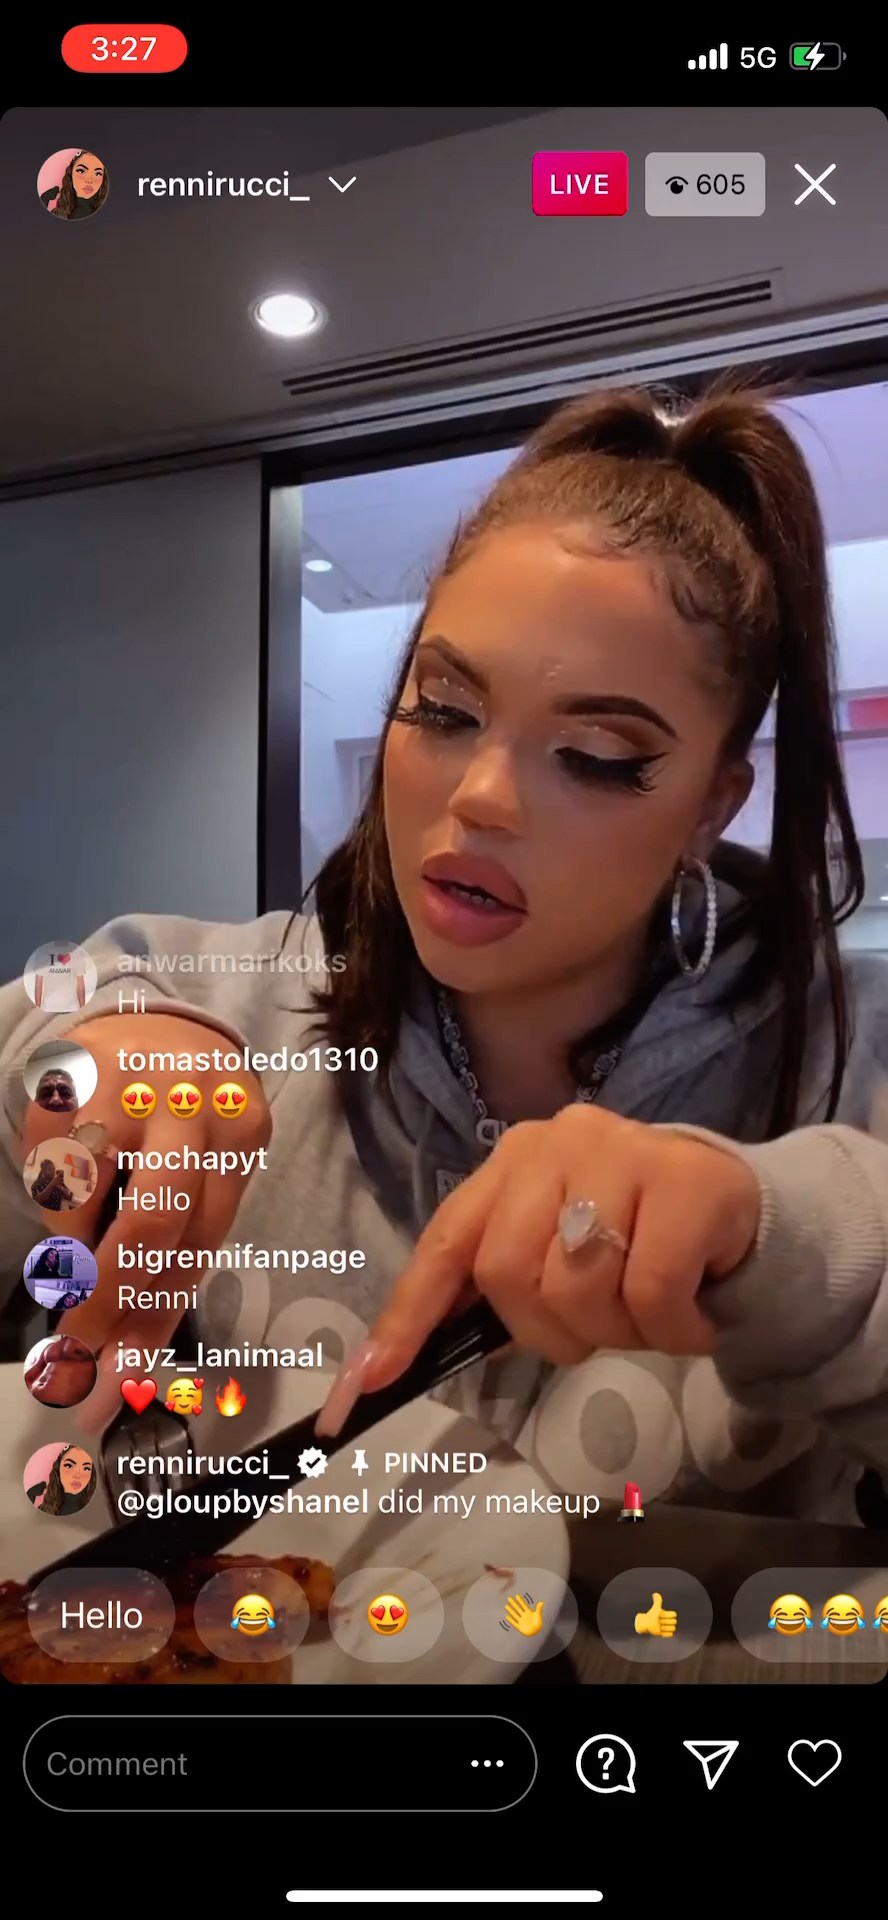 3:27
5G
rennirucci_
LIVE
605
I ❤
ANWAR
anwarmarikoks
Hi
tomastoledo1310
😍😍😍
mochapyt
Hello
bigrennifanpage
Renni
jayz_lanimaal
❤️🥰🔥
rennirucci_ PINNED
@gloupbyshanel did my makeup 💄
Hello 😂 😍 👋 👍 😂😂
Comment